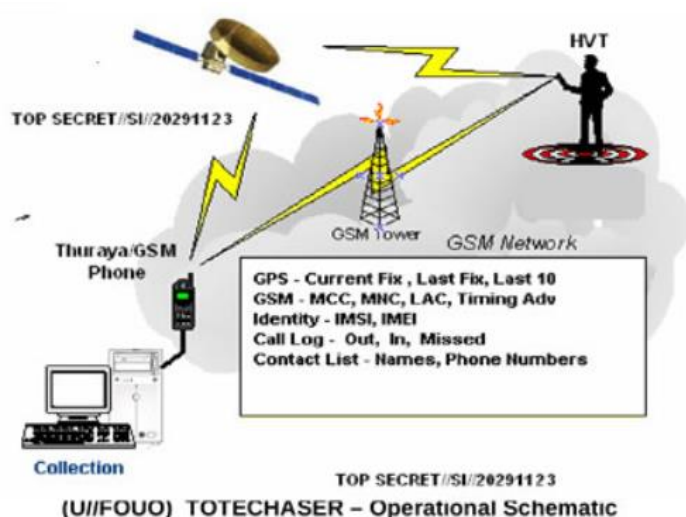 HVT
TOP SECRET//SI//20291123
GSM Tower
GSM Network
Thuraya/GSM
Phone
GPS - Current Fix , Last Fix, Last 10
GSM - MCC, MNC, LAC, Timing Adv
Identity - IMSI, IMEI
Call Log - Out, In, Missed
Contact List - Names, Phone Numbers
Collection
TOP SECRET//SI//20291123
(U//FOUO) TOTECHASER – Operational Schematic